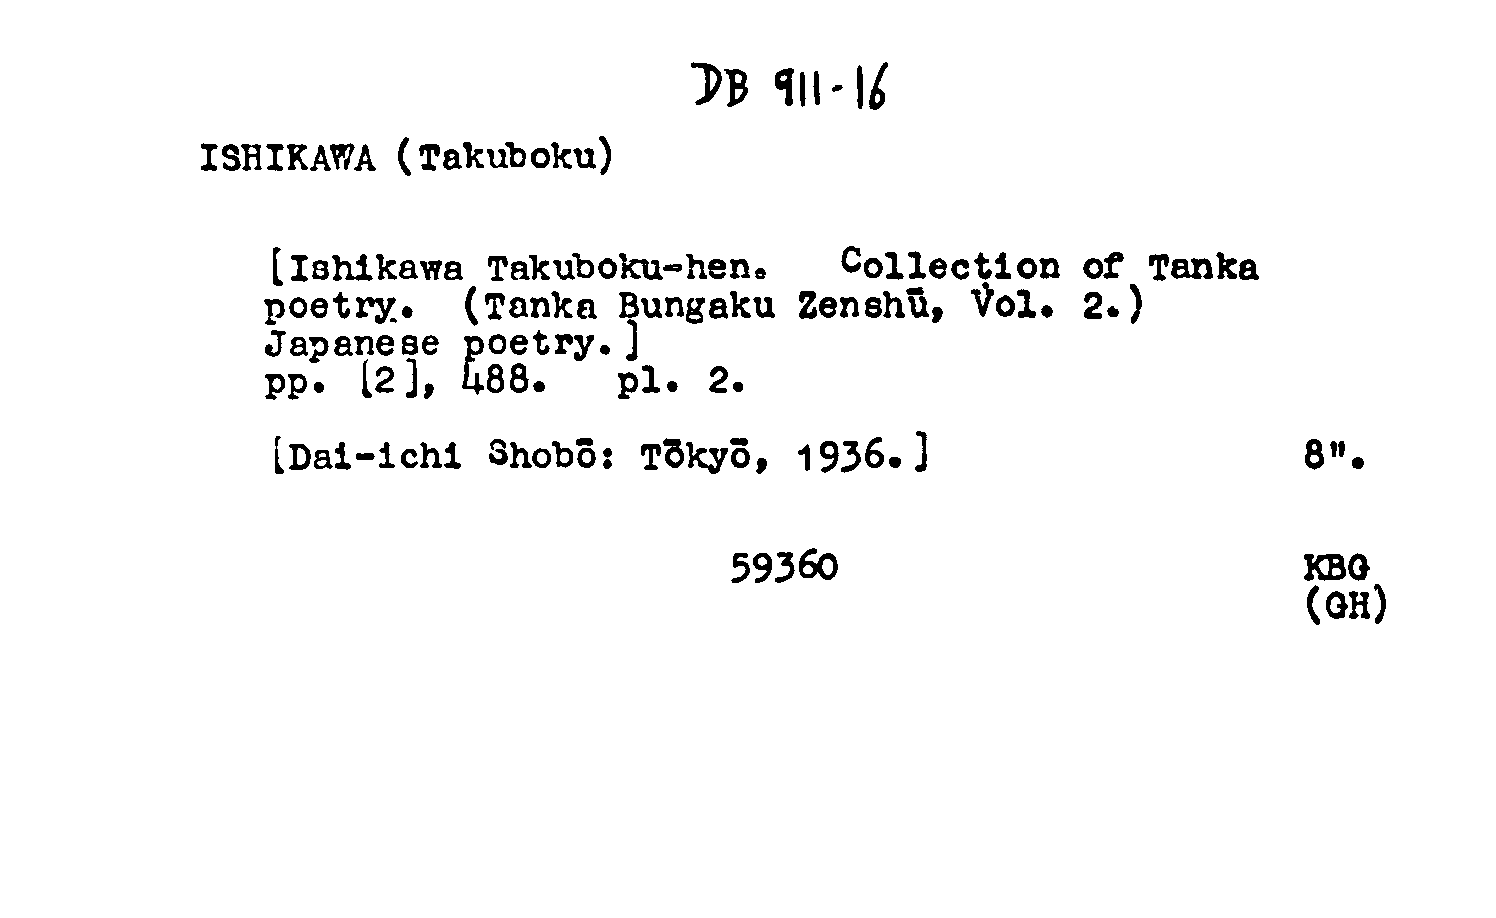 DB 911-16
ISHIKAWA (Takuboku)
[Ishikawa Takuboku-hen. Collection of Tanka
poetry. (Tanka Bungaku Zenshū, Vol. 2.)
Japanese poetry.]
pp. [2], 488. pl. 2.
[Dai-ichi Shobō: Tōkyō, 1936.] 8".
59360 KBG
(GH)